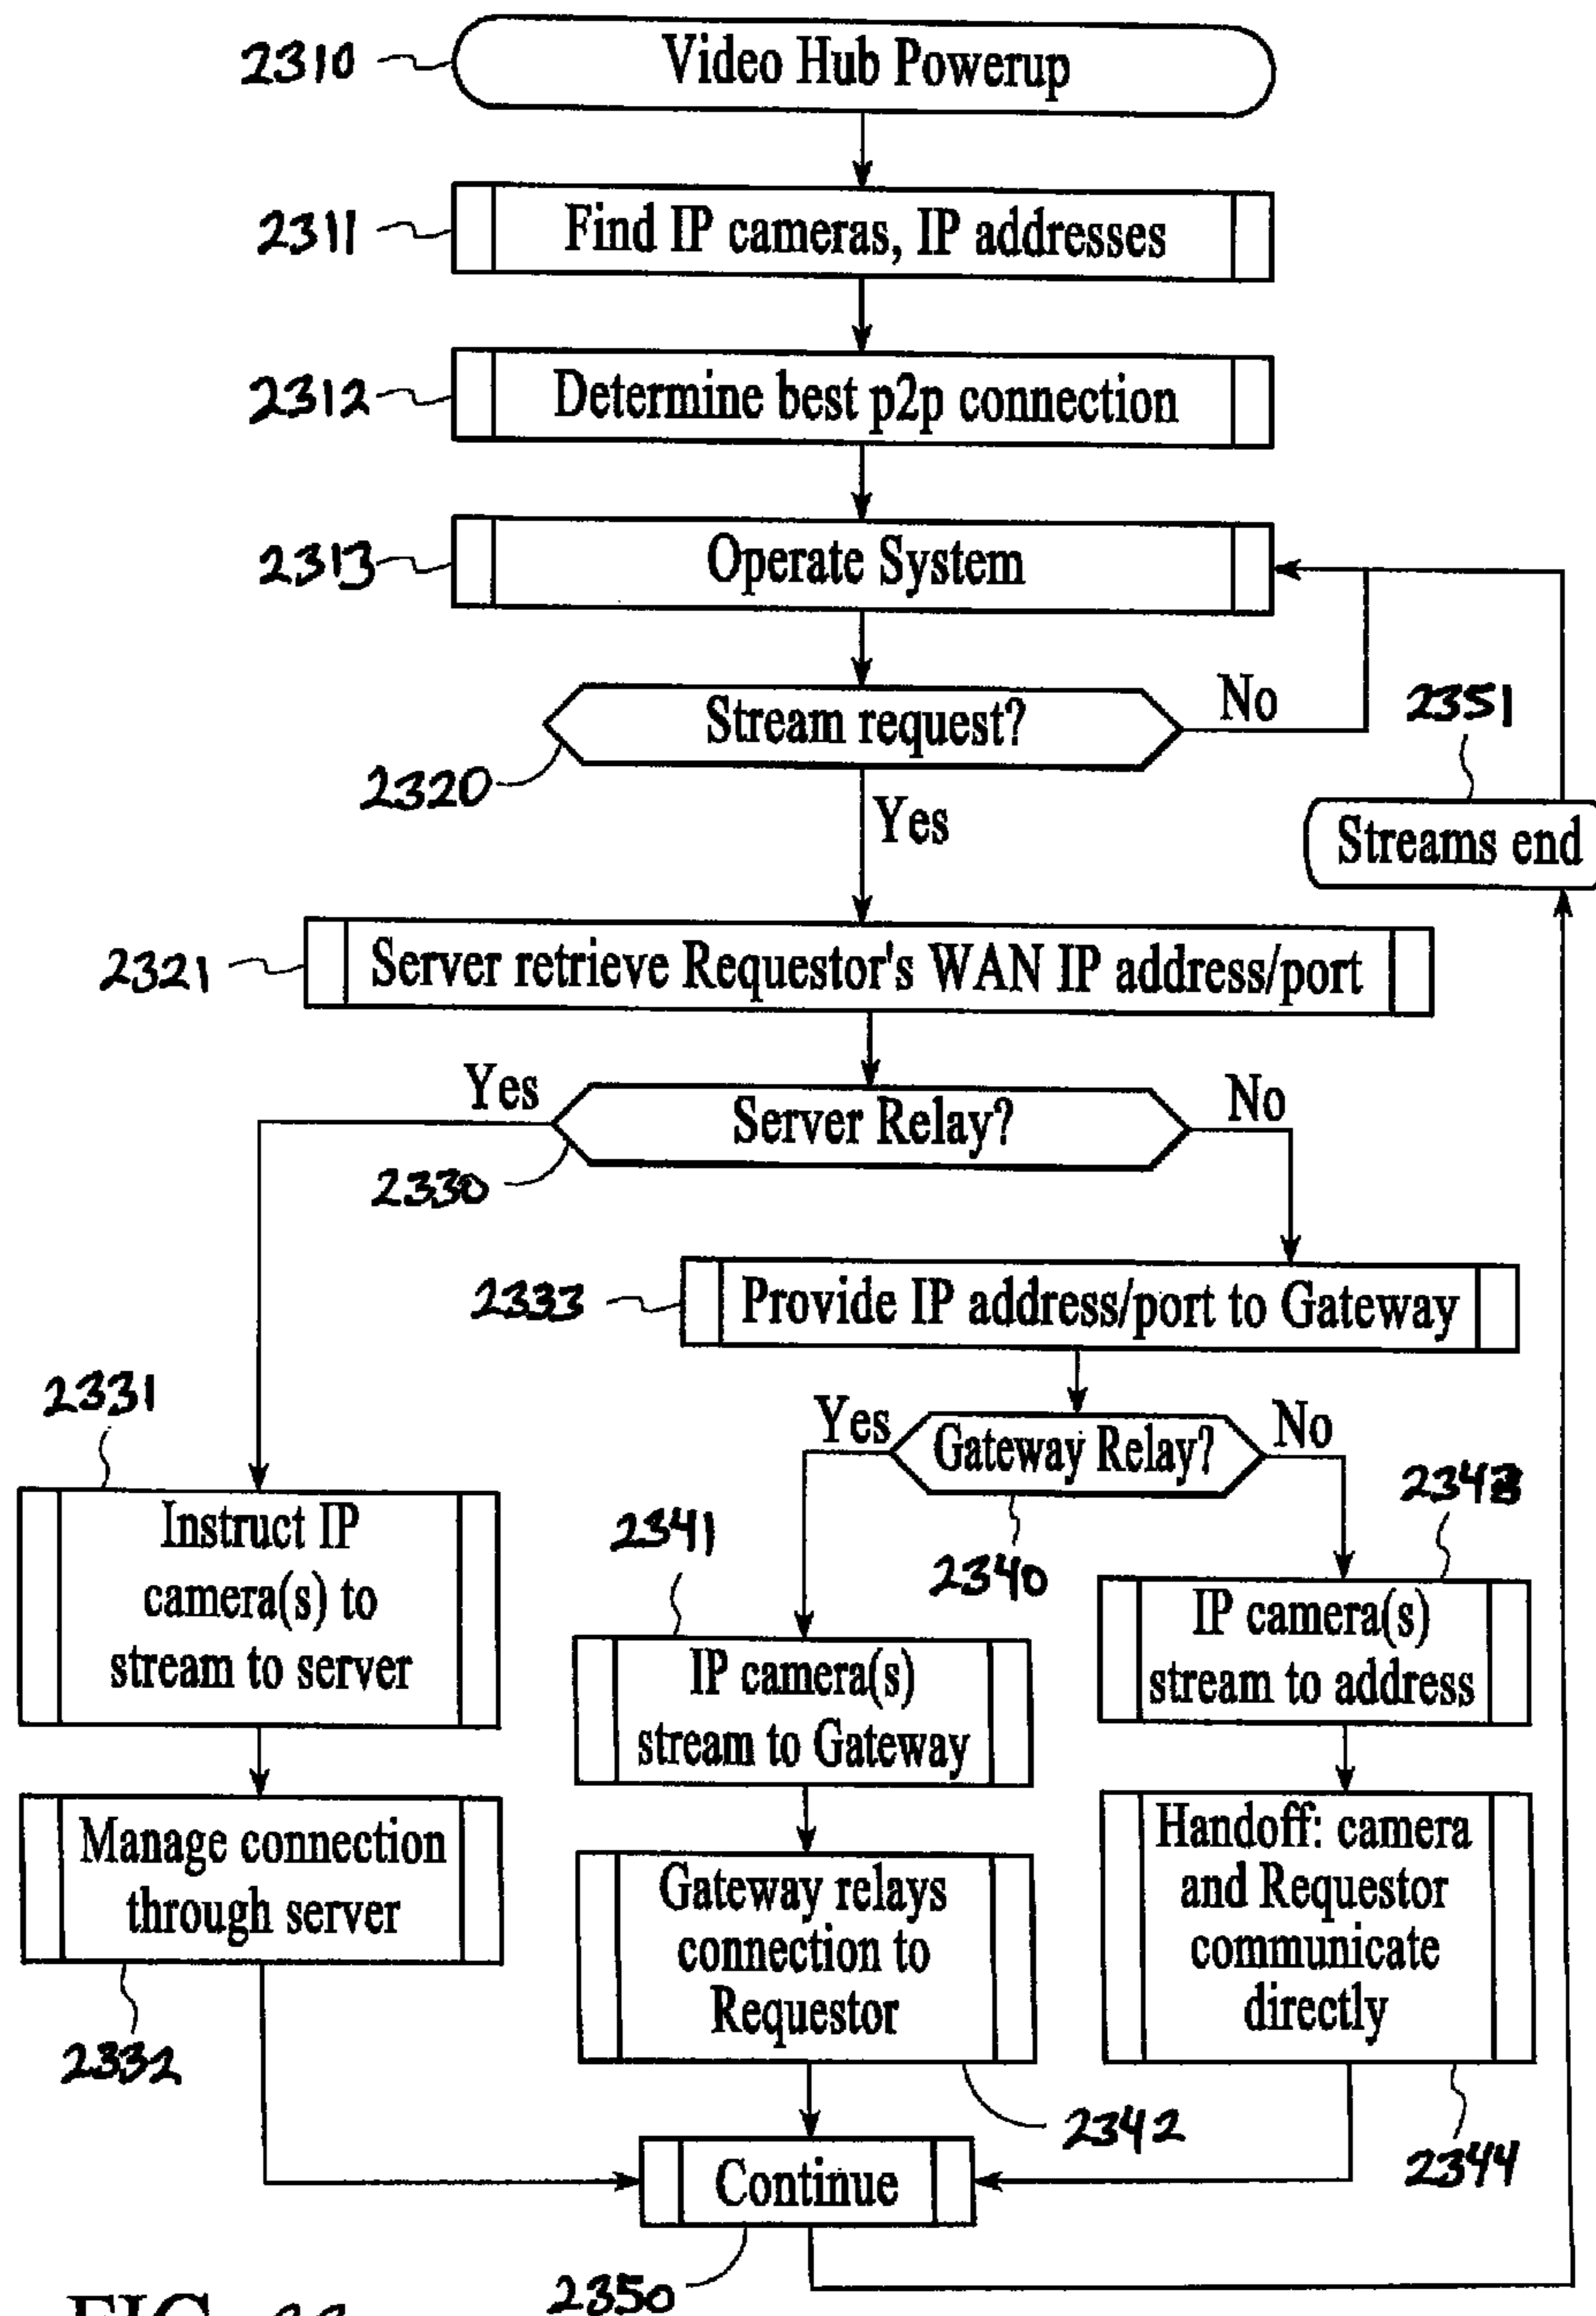 2310
Video Hub Powerup
2311
Find IP cameras, IP addresses
2312
Determine best p2p connection
2313
Operate System
Stream request?
No
2320
Yes
2351
Streams end
2321
Server retrieve Requestor's WAN IP address/port
Yes
Server Relay?
No
2330
2333
Provide IP address/port to Gateway
Yes
Gateway Relay?
No
2340
2331
Instruct IP
camera(s) to
stream to server
2341
IP camera(s)
stream to Gateway
2343
IP camera(s)
stream to address
Manage connection
through server
2332
Gateway relays
connection to
Requestor
2342
Handoff: camera
and Requestor
communicate
directly
2344
Continue
2350
FIG.